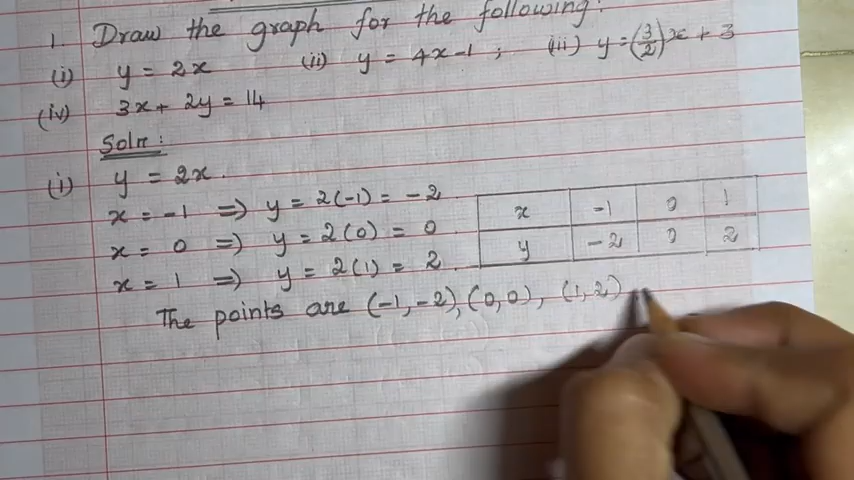 1. Draw the graph for the following:
(i) y = 2x (ii) y = 4x-1 ; (iii) y = (3/2)x + 3
(iv) 3x + 2y = 14
Soln:
(i) y = 2x.
x = -1 ⇒ y = 2(-1) = -2
x = 0 ⇒ y = 2(0) = 0
x = 1 ⇒ y = 2(1) = 2
x -1 0 1
y -2 0 2
The points are (-1,-2), (0,0), (1,2)